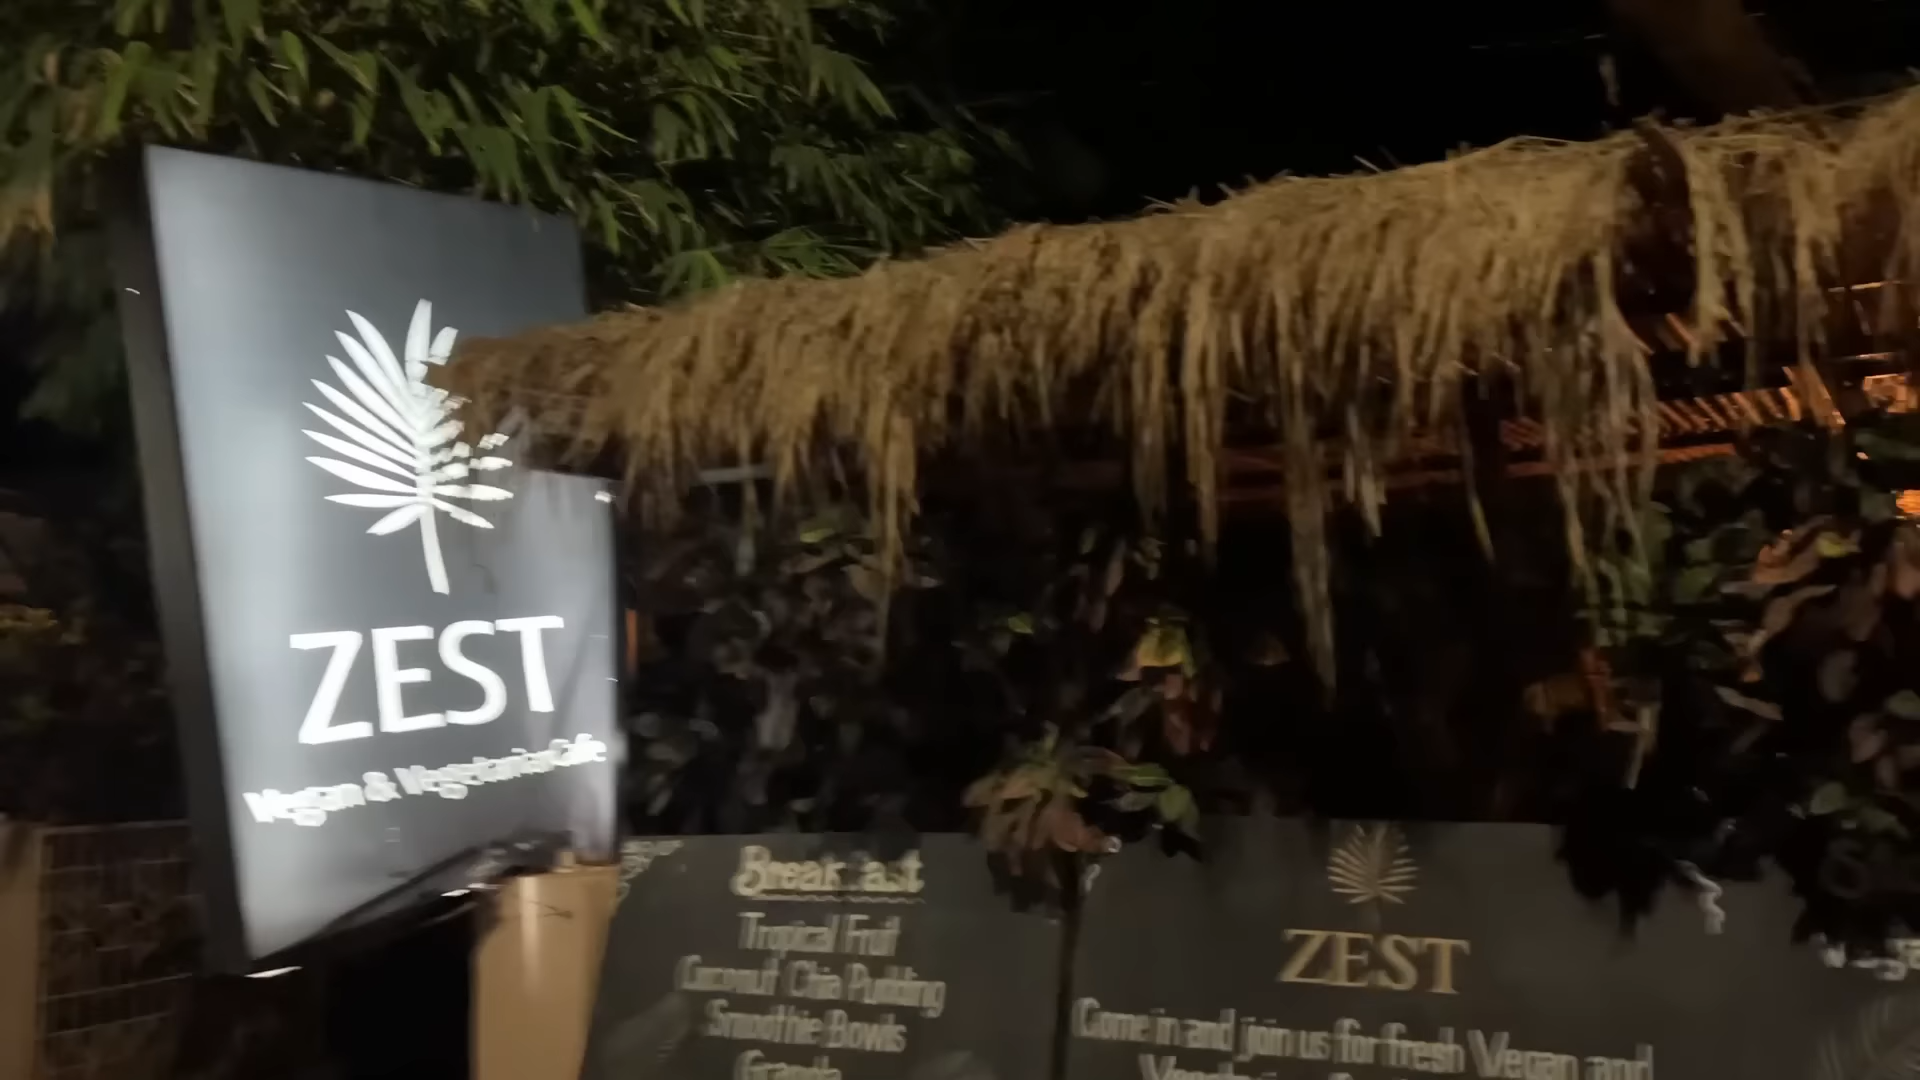 ZEST
Vegan & Vegetarian Cafe
Breakfast
Tropical Fruit
Coconut Chia Pudding
Smoothie Bowls
ZEST
Come in and join us for fresh Vegan and